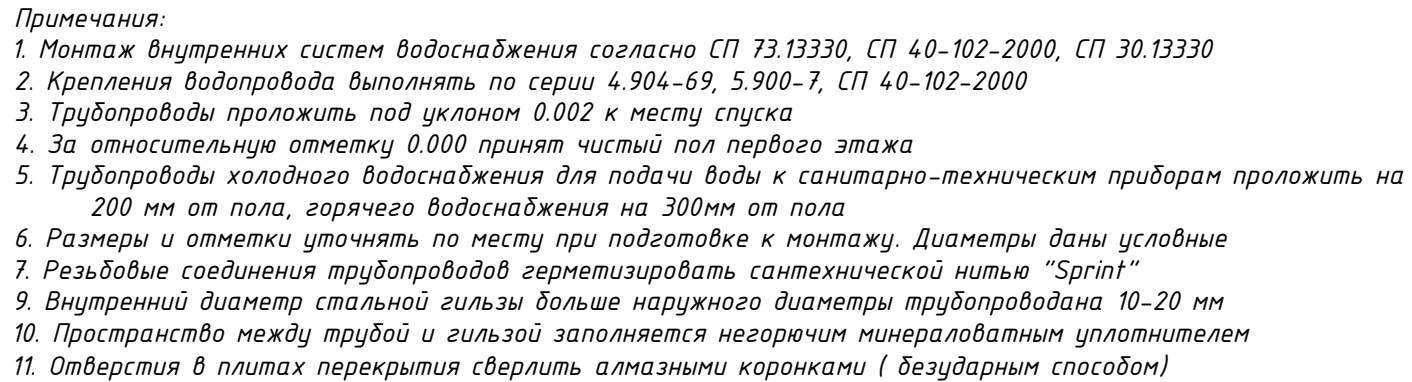 Примечания:
1. Монтаж внутренних систем водоснабжения согласно СП 73.13330, СП 40-102-2000, СП 30.13330
2. Крепления водопровода выполнять по серии 4.904-69, 5.900-7, СП 40-102-2000
3. Трубопроводы проложить под уклоном 0.002 к месту спуска
4. За относительную отметку 0.000 принят чистый пол первого этажа
5. Трубопроводы холодного водоснабжения для подачи воды к санитарно-техническим приборам проложить на
200 мм от пола, горячего водоснабжения на 300мм от пола
6. Размеры и отметки уточнять по месту при подготовке к монтажу. Диаметры даны условные
7. Резьбовые соединения трубопроводов герметизировать сантехнической нитью "Sprint"
9. Внутренний диаметр стальной гильзы больше наружного диаметры трубопроводана 10-20 мм
10. Пространство между трубой и гильзой заполняется негорючим минераловатным уплотнителем
11. Отверстия в плитах перекрытия сверлить алмазными коронками ( безударным способом)